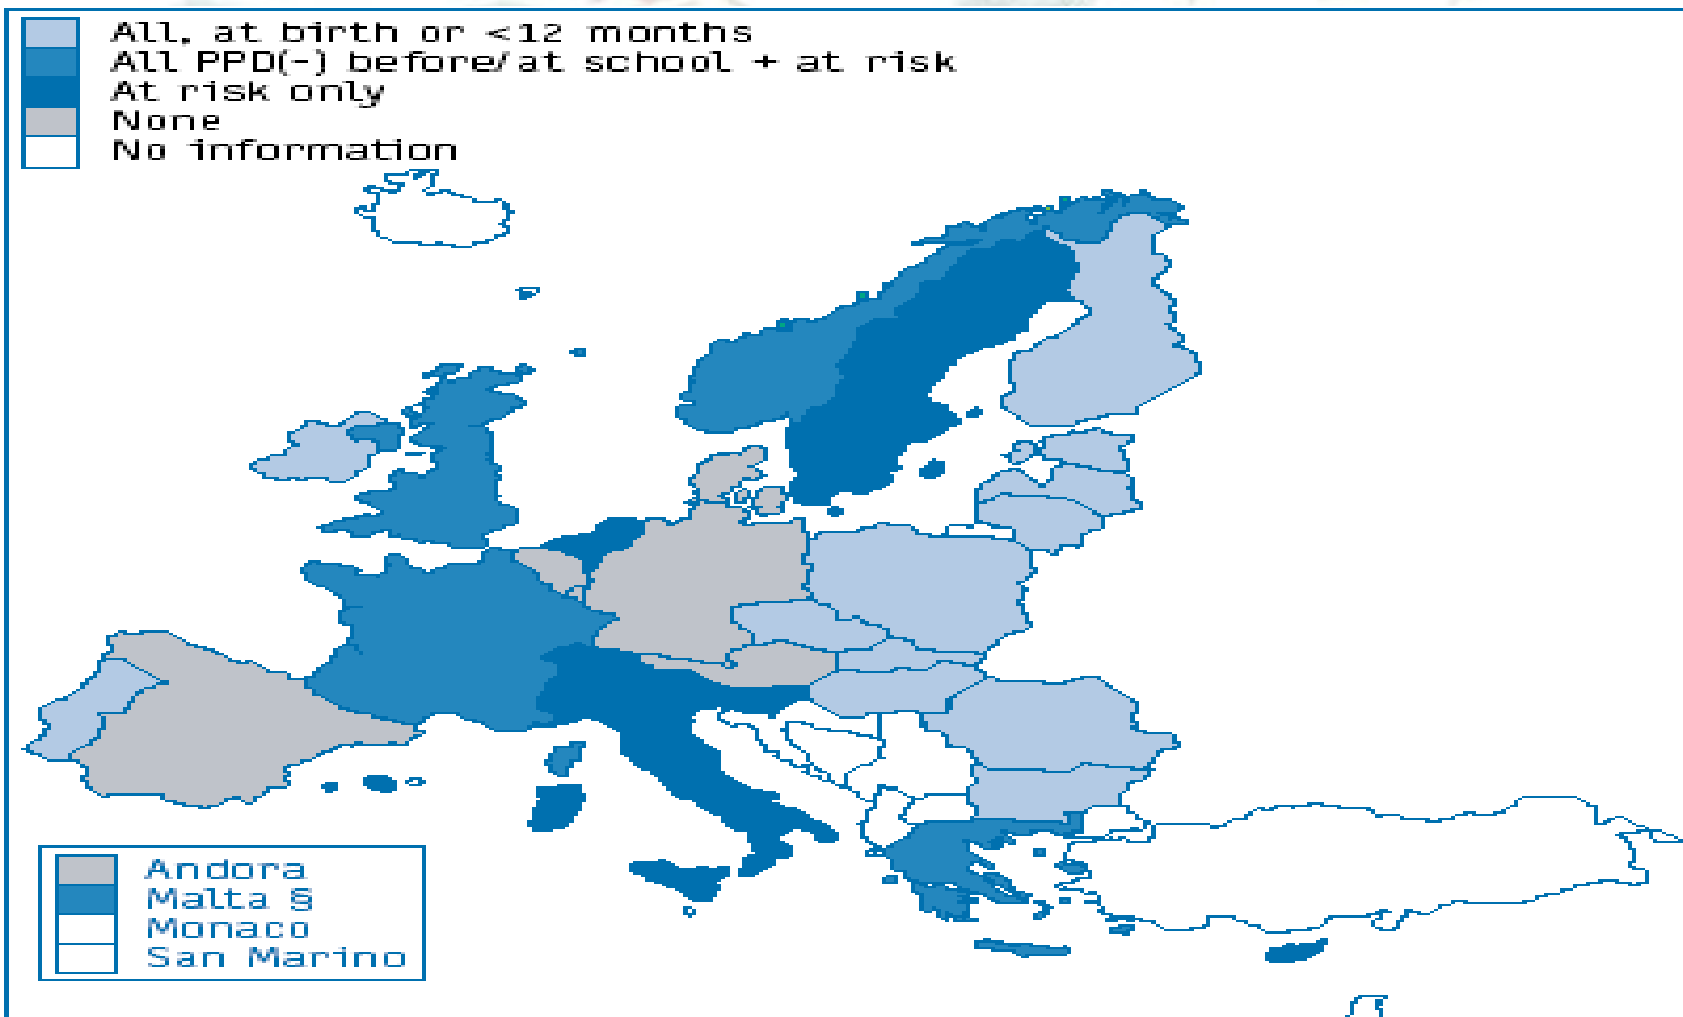 All, at birth or <12 months
All PPD(-) before/at school + at risk
At risk only
None
No information
Andora
Malta §
Monaco
San Marino